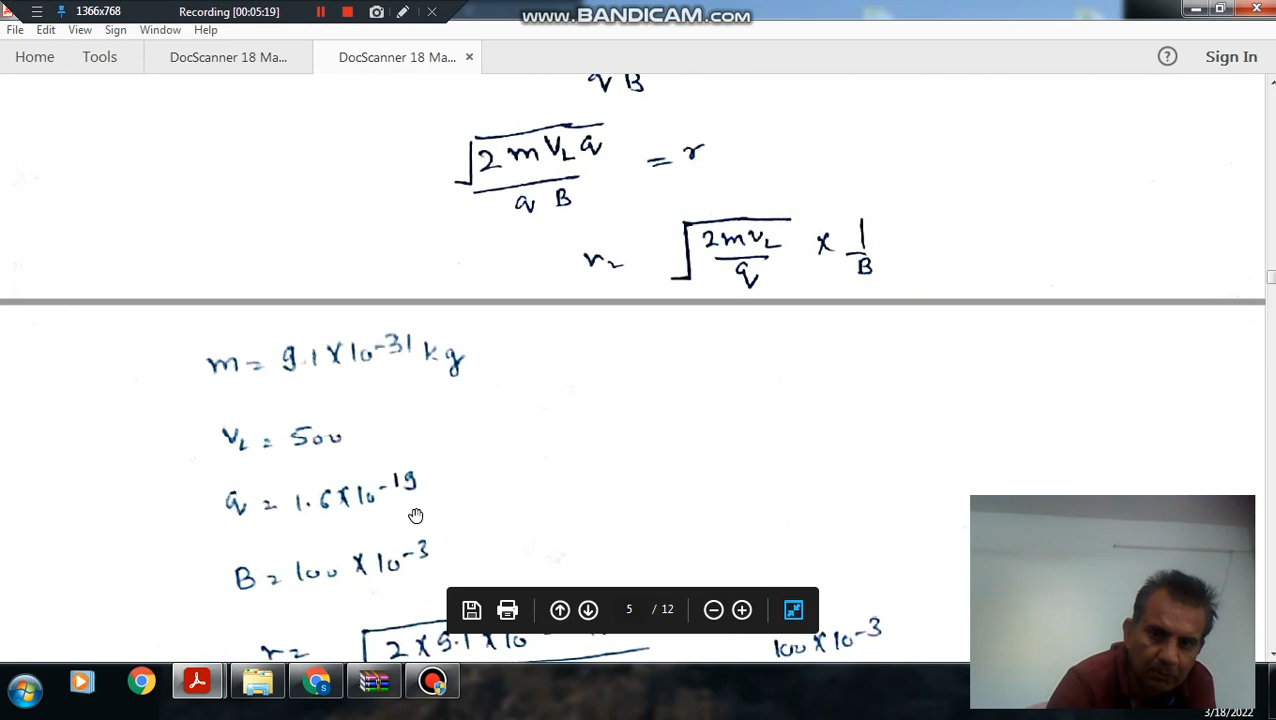 1366x768
Recording [00:05:19]
www.BANDICAM.com
File Edit View Sign Window Help
Home Tools DocScanner 18 Ma... DocScanner 18 Ma... × ? Sign In
q B
√2 m V_L q / q B = r
r = √2mV_L / q × 1 / B
m = 9.1 × 10^-31 kg
V_L = 500
q = 1.6 × 10^-19
B = 100 × 10^-3
5 / 12
r = √2 × 9.1 × 10 100 × 10^-3
3/18/2022